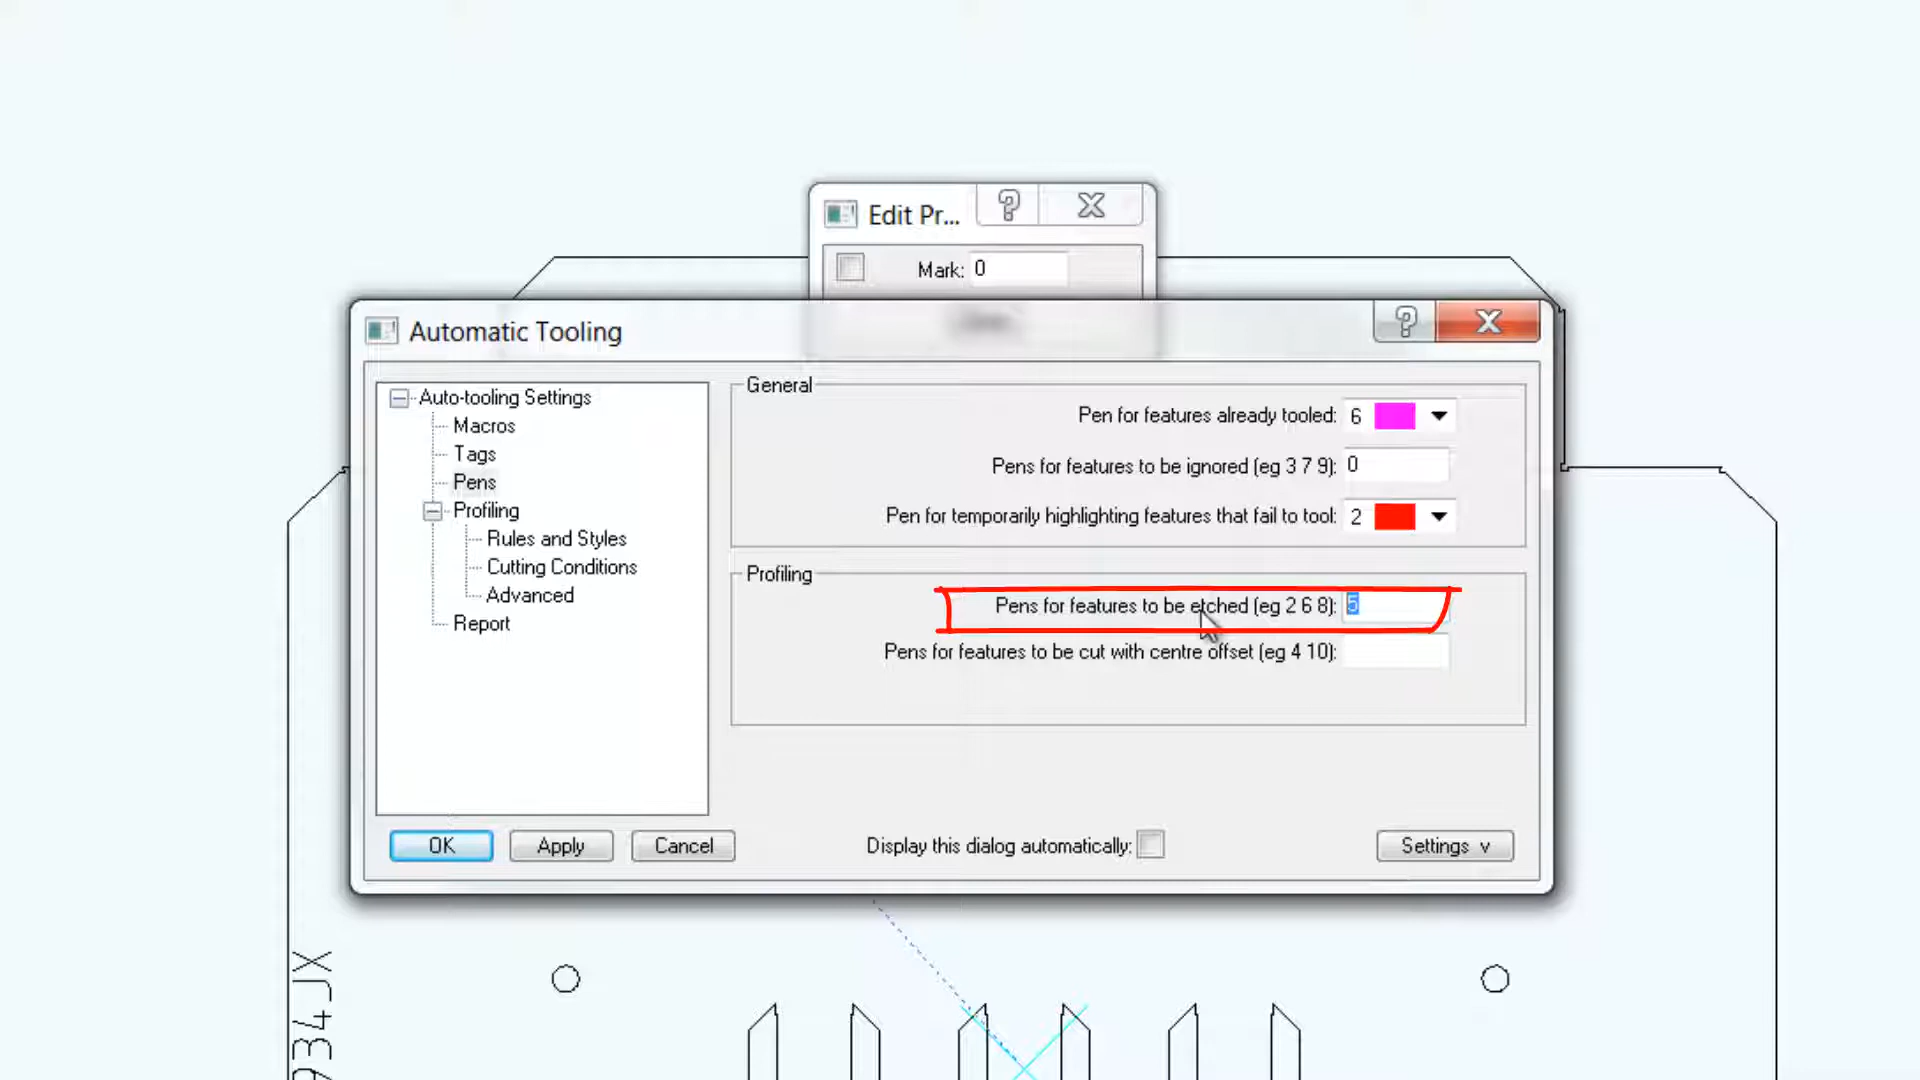 Edit Pr...
Mark: 0
Automatic Tooling
Auto-tooling Settings
Macros
Tags
Pens
Profiling
Rules and Styles
Cutting Conditions
Advanced
Report
General
Pen for features already tooled: 6
Pens for features to be ignored (eg 3 7 9): 0
Pen for temporarily highlighting features that fail to tool: 2
Profiling
Pens for features to be etched (eg 2 6 8): 5
Pens for features to be cut with centre offset (eg 4 10):
OK
Apply
Cancel
Display this dialog automatically:
Settings v
934JX